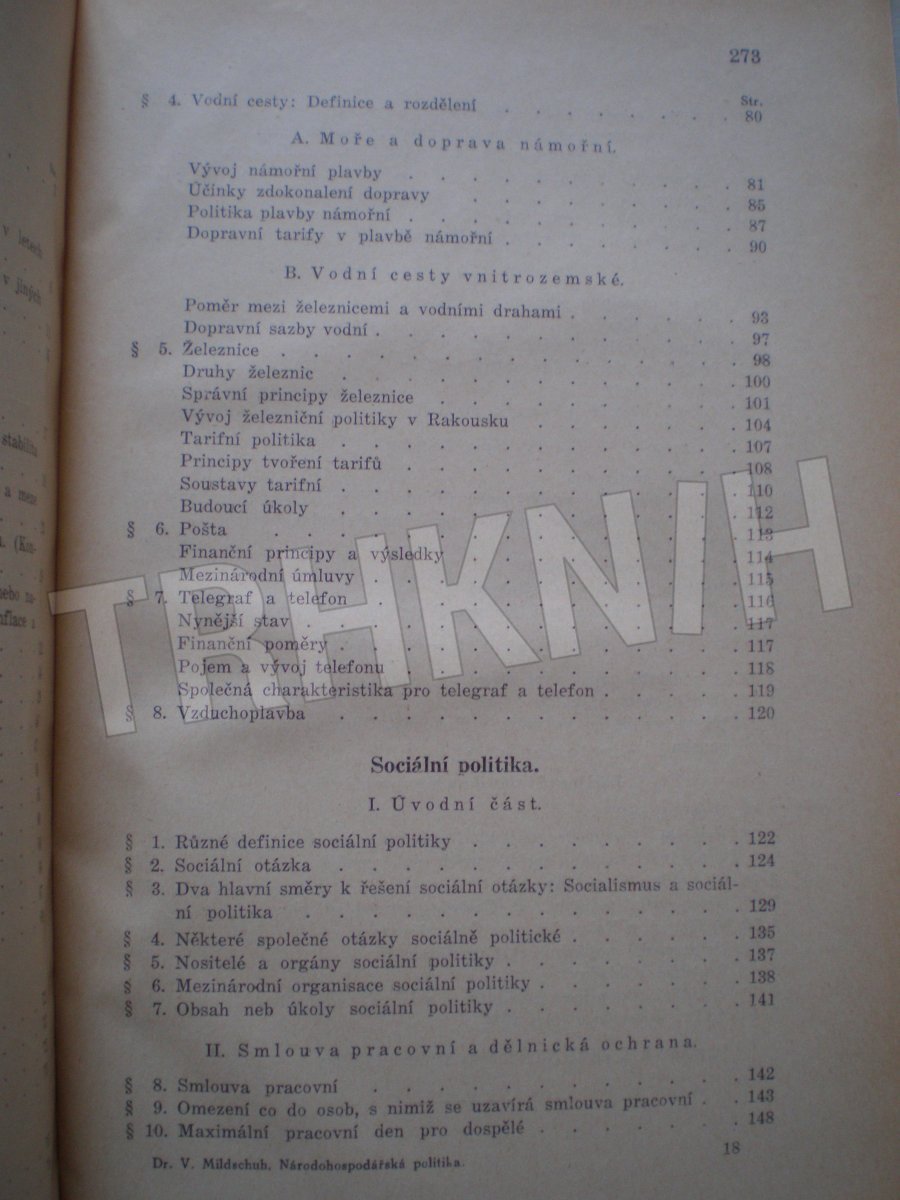 273
Str.
§ 4. Vodní cesty: Definice a rozdělení . . . . . . . . 80
A. Moře a doprava námořní.
Vývoj námořní plavby . . . . . . . . . . 81
Účinky zdokonalení dopravy . . . . . . . . 85
Politika plavby námořní . . . . . . . . . . 87
Dopravní tarify v plavbě námořní . . . . . . . 90
B. Vodní cesty vnitrozemské.
Poměr mezi železnicemi a vodními drahami . . . . . . 93
Dopravní sazby vodní . . . . . . . . . . . 97
§ 5. Železnice . . . . . . . . . . . . . . 98
Druhy železnic . . . . . . . . . . . . 100
Správní principy železnice . . . . . . . . . 101
Vývoj železniční politiky v Rakousku . . . . . . 104
Tarifní politika . . . . . . . . . . . . 107
Principy tvoření tarifů . . . . . . . . . . 108
Soustavy tarifní . . . . . . . . . . . . 110
Budoucí úkoly . . . . . . . . . . . . 112
§ 6. Pošta . . . . . . . . . . . . . . 113
Finanční principy a výsledky . . . . . . . . 114
Mezinárodní úmluvy . . . . . . . . . . . 115
§ 7. Telegraf a telefon . . . . . . . . . . . 116
Nynější stav . . . . . . . . . . . . . 117
Finanční poměry . . . . . . . . . . . . 117
Pojem a vývoj telefonu . . . . . . . . . . 118
Společná charakteristika pro telegraf a telefon . . . . . 119
§ 8. Vzduchoplavba . . . . . . . . . . . . 120
Sociální politika.
I. Úvodní část.
§ 1. Různé definice sociální politiky . . . . . . . . 122
§ 2. Sociální otázka . . . . . . . . . . . . 124
§ 3. Dva hlavní směry k řešení sociální otázky: Socialismus a sociál-
ní politika . . . . . . . . . . . . . 129
§ 4. Některé společné otázky sociálně politické . . . . . . 135
§ 5. Nositelé a orgány sociální politiky . . . . . . . 137
§ 6. Mezinárodní organisace sociální politiky . . . . . . 138
§ 7. Obsah neb úkoly sociální politiky . . . . . . . 141
II. Smlouva pracovní a dělnická ochrana.
§ 8. Smlouva pracovní . . . . . . . . . . . 142
§ 9. Omezení co do osob, s nimiž se uzavírá smlouva pracovní . . 143
§ 10. Maximální pracovní den pro dospělé . . . . . . 148
Dr. V. Mildschuh, Národohospodářská politika.
18
v letech
v jiných
stabilitu
a mene
TRHKNIH